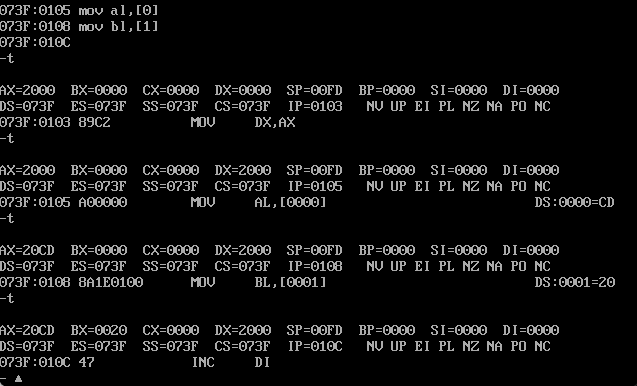 073F:0105 mov al,[0]
073F:0108 mov bl,[1]
073F:010C
-t
AX=2000  BX=0000  CX=0000  DX=0000  SP=00FD  BP=0000  SI=0000  DI=0000
DS=073F  ES=073F  SS=073F  CS=073F  IP=0103   NV UP EI PL NZ NA PO NC
073F:0103 89C2          MOV     DX,AX
-t
AX=2000  BX=0000  CX=0000  DX=2000  SP=00FD  BP=0000  SI=0000  DI=0000
DS=073F  ES=073F  SS=073F  CS=073F  IP=0105   NV UP EI PL NZ NA PO NC
073F:0105 A00000        MOV     AL,[0000]                          DS:0000=CD
-t
AX=20CD  BX=0000  CX=0000  DX=2000  SP=00FD  BP=0000  SI=0000  DI=0000
DS=073F  ES=073F  SS=073F  CS=073F  IP=0108   NV UP EI PL NZ NA PO NC
073F:0108 8A1E0100      MOV     BL,[0001]                          DS:0001=20
-t
AX=20CD  BX=0020  CX=0000  DX=2000  SP=00FD  BP=0000  SI=0000  DI=0000
DS=073F  ES=073F  SS=073F  CS=073F  IP=010C   NV UP EI PL NZ NA PO NC
073F:010C 47            INC     DI
-